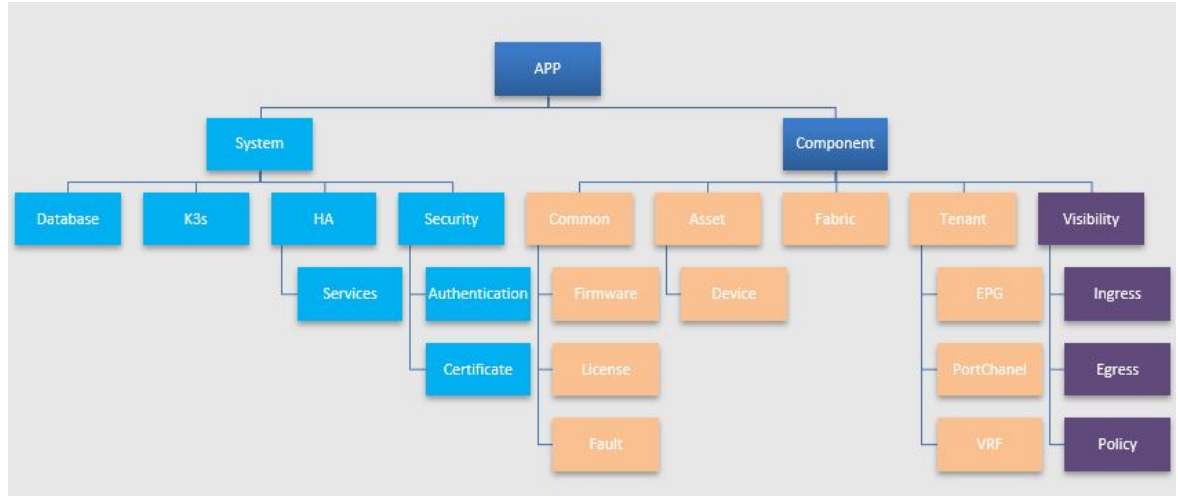 APP
System
Component
Database
K3s
HA
Security
Common
Asset
Fabric
Tenant
Visibility
Services
Authentication
Firmware
Device
EPG
Ingress
Certificate
License
PortChanel
Egress
Fault
VRF
Policy